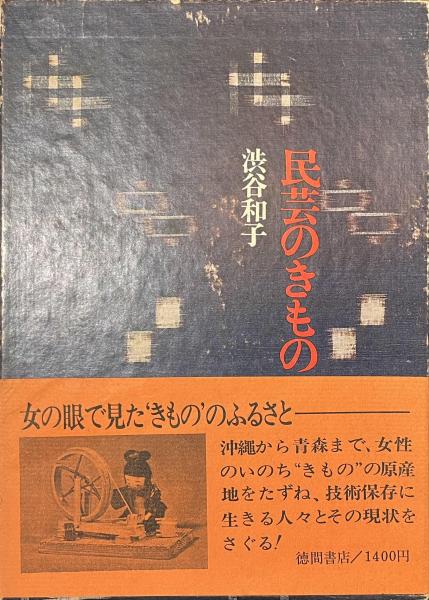 民芸のきもの
渋谷和子
女の眼で見た‘きもの’のふるさと――
沖繩から青森まで、女性
のいのち“きもの”の原産
地をたずね、技術保存に
生きる人々とその現状を
さぐる!
徳間書店/1400円